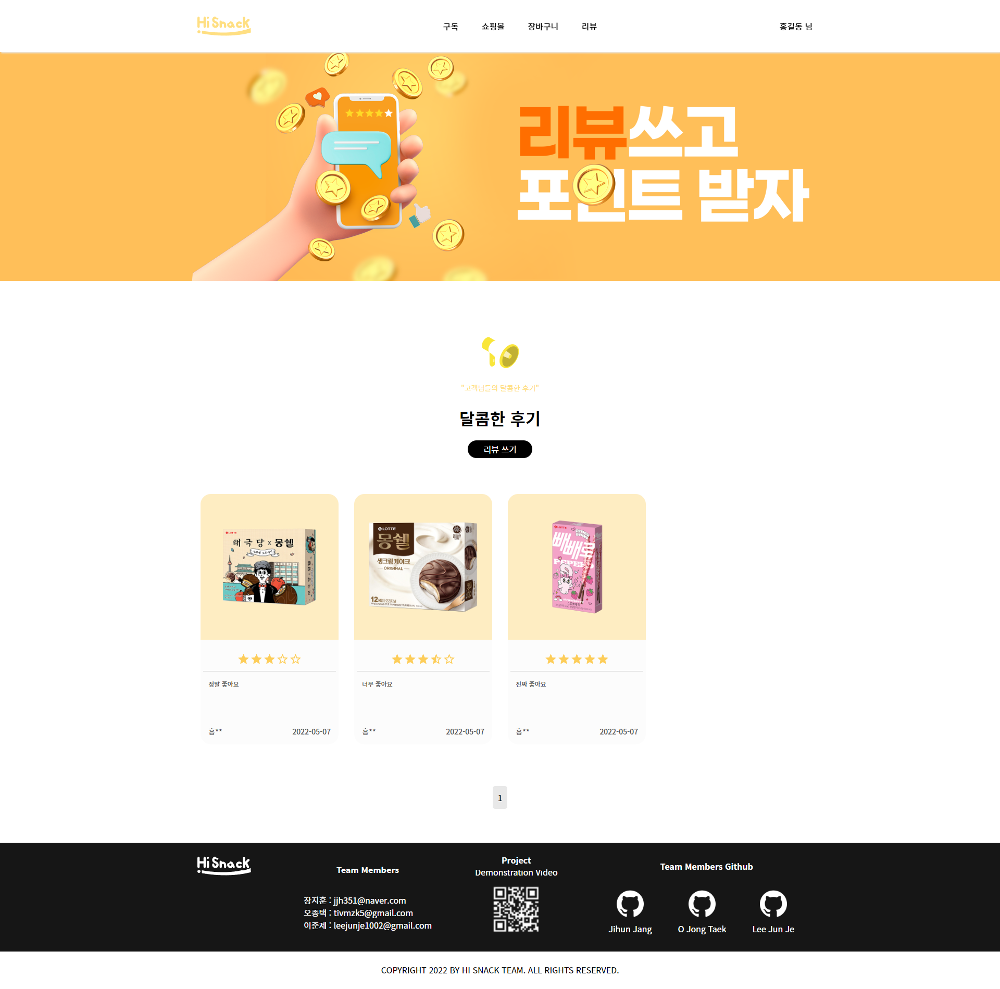 Hi Snack
구독
쇼핑몰
장바구니
리뷰
홍길동 님
리뷰쓰고
포인트 받자
"고객님들의 달콤한 후기"
달콤한 후기
리뷰 쓰기
LOTTE
태극당 x 몽쉘
LOTTE
몽쉘
생크림케이크
ORIGINAL
12봉입
LOTTE
빼빼로
PEPERO
정말 좋아요
홍**
2022-05-07
너무 좋아요
홍**
2022-05-07
진짜 좋아요
홍**
2022-05-07
1
Hi Snack
Team Members
장지훈 : jjh351@naver.com
오종택 : tivmzk5@gmail.com
이준제 : leejunje1002@gmail.com
Project
Demonstration Video
Team Members Github
Jihun Jang
O Jong Taek
Lee Jun Je
COPYRIGHT 2022 BY HI SNACK TEAM. ALL RIGHTS RESERVED.